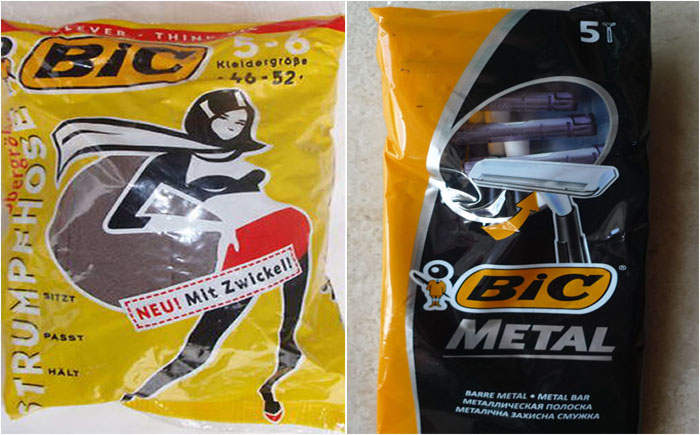 BiC
5-6
Kleidergröße
46-52
STRUMPFHOSE
NEU! Mit Zwickel!
SITZT
PASST
HÄLT
5
BiC®
METAL
BARRE METAL • METAL BAR
МЕТАЛЛИЧЕСКАЯ ПОЛОСКА
МЕТАЛІЧНА ЗАХИСНА СМУЖКА